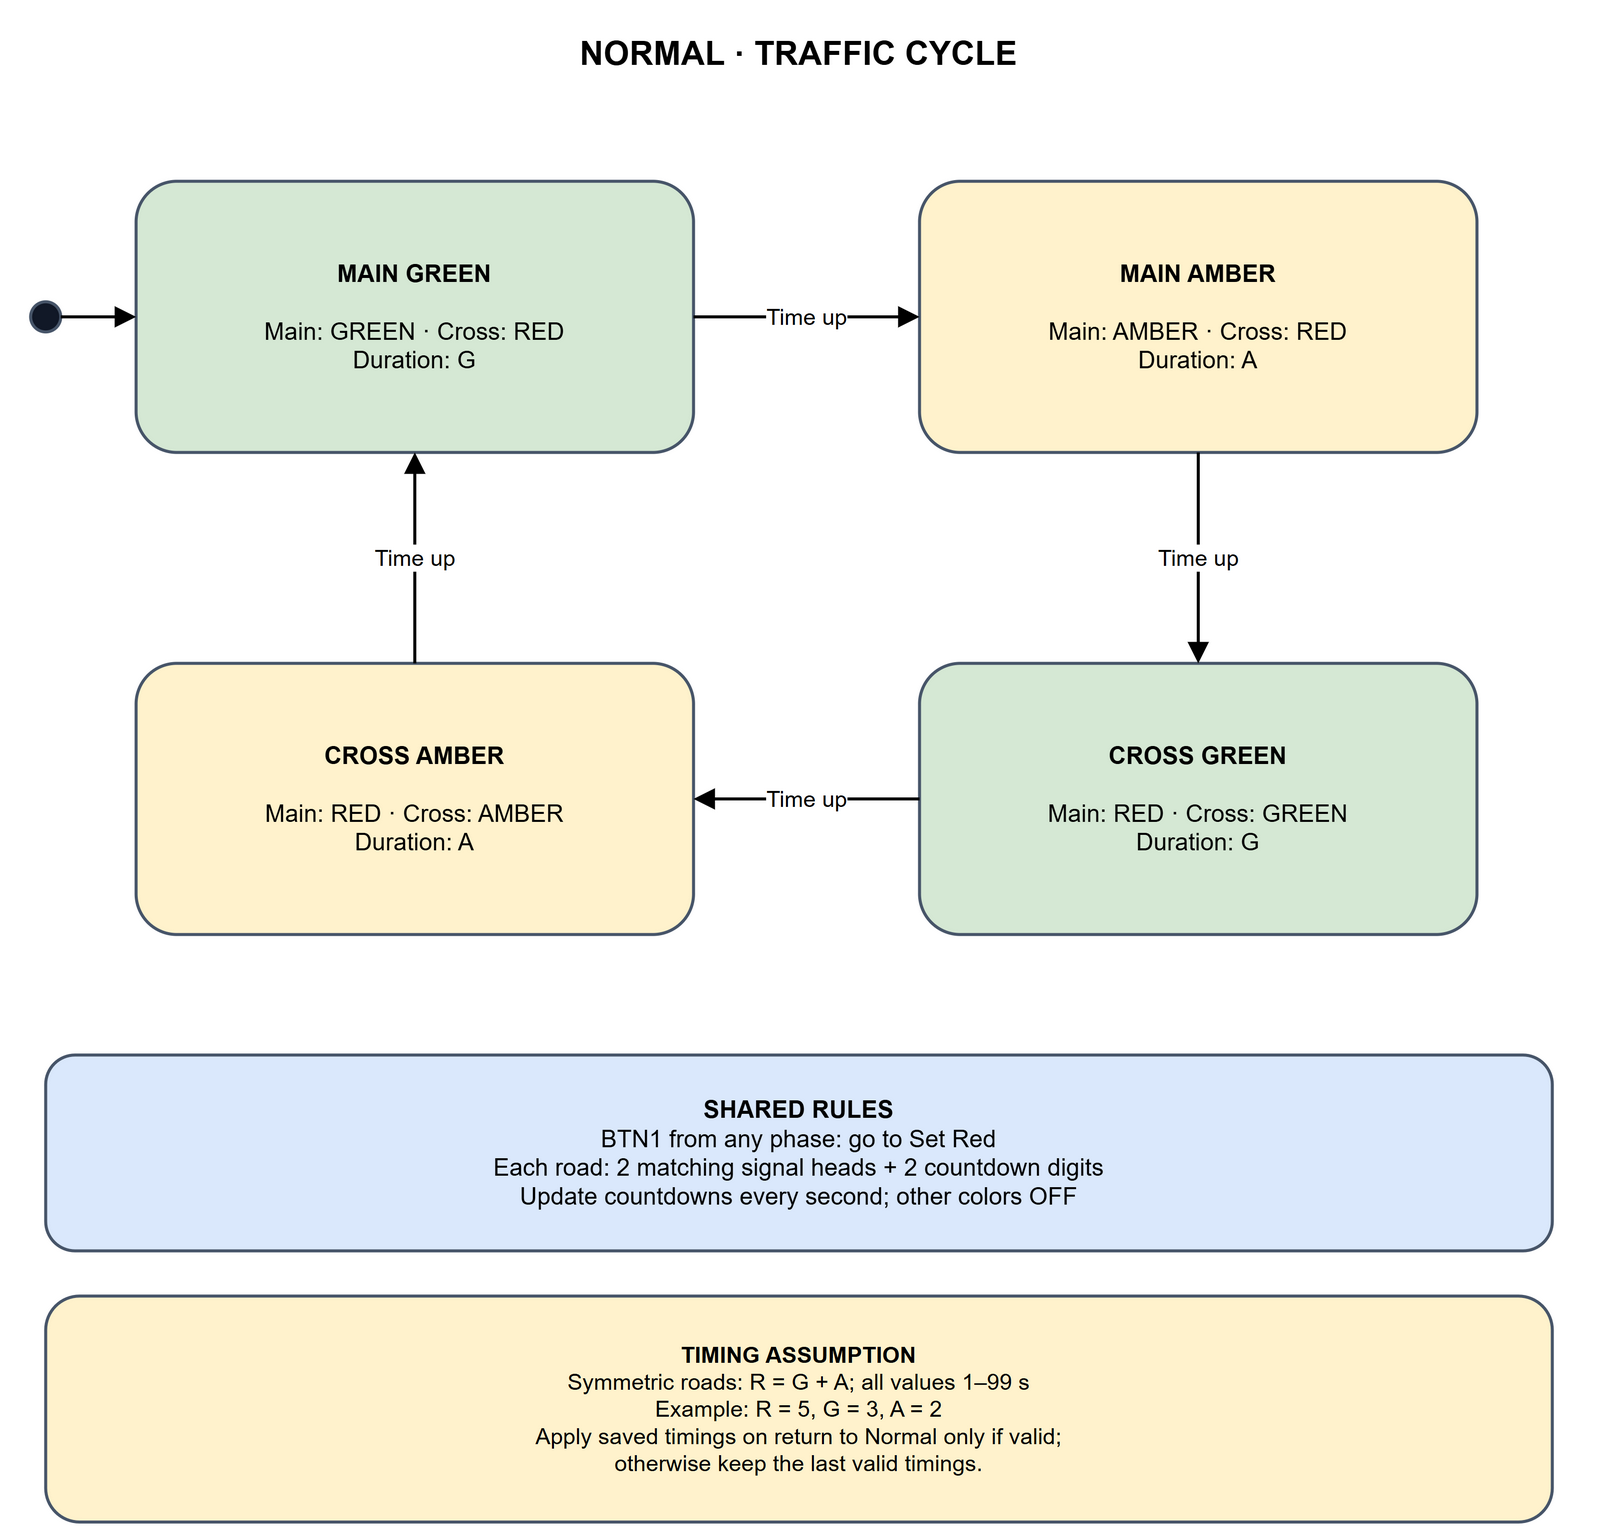 NORMAL · TRAFFIC CYCLE
MAIN GREEN
Main: GREEN · Cross: RED
Duration: G
Time up
MAIN AMBER
Main: AMBER · Cross: RED
Duration: A
Time up
Time up
CROSS AMBER
Main: RED · Cross: AMBER
Duration: A
Time up
CROSS GREEN
Main: RED · Cross: GREEN
Duration: G
SHARED RULES
BTN1 from any phase: go to Set Red
Each road: 2 matching signal heads + 2 countdown digits
Update countdowns every second; other colors OFF
TIMING ASSUMPTION
Symmetric roads: R = G + A; all values 1–99 s
Example: R = 5, G = 3, A = 2
Apply saved timings on return to Normal only if valid;
otherwise keep the last valid timings.